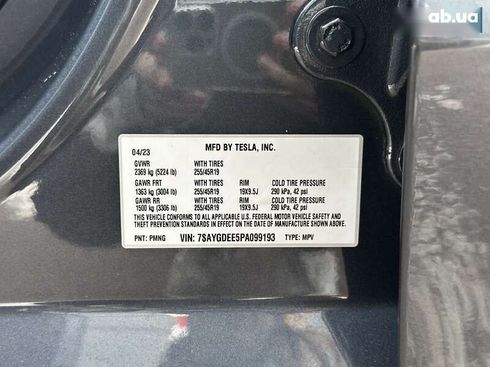 ab.ua
MFD BY TESLA, INC.
04/23
GVWR WITH TIRES
2369 kg (5224 lb) 255/45R19
GAWR FRT WITH TIRES RIM COLD TIRE PRESSURE
1363 kg (3004 lb) 255/45R19 19X9.5J 290 kPa, 42 psi
GAWR RR WITH TIRES RIM COLD TIRE PRESSURE
1500 kg (3306 lb) 255/45R19 19X9.5J 290 kPa, 42 psi
THIS VEHICLE CONFORMS TO ALL APPLICABLE U.S. FEDERAL MOTOR VEHICLE SAFETY AND
THEFT PREVENTION STANDARDS IN EFFECT ON THE DATE OF MANUFACTURE SHOWN ABOVE.
PNT: PMNG VIN: 7SAYGDEE5PA099193 TYPE: MPV